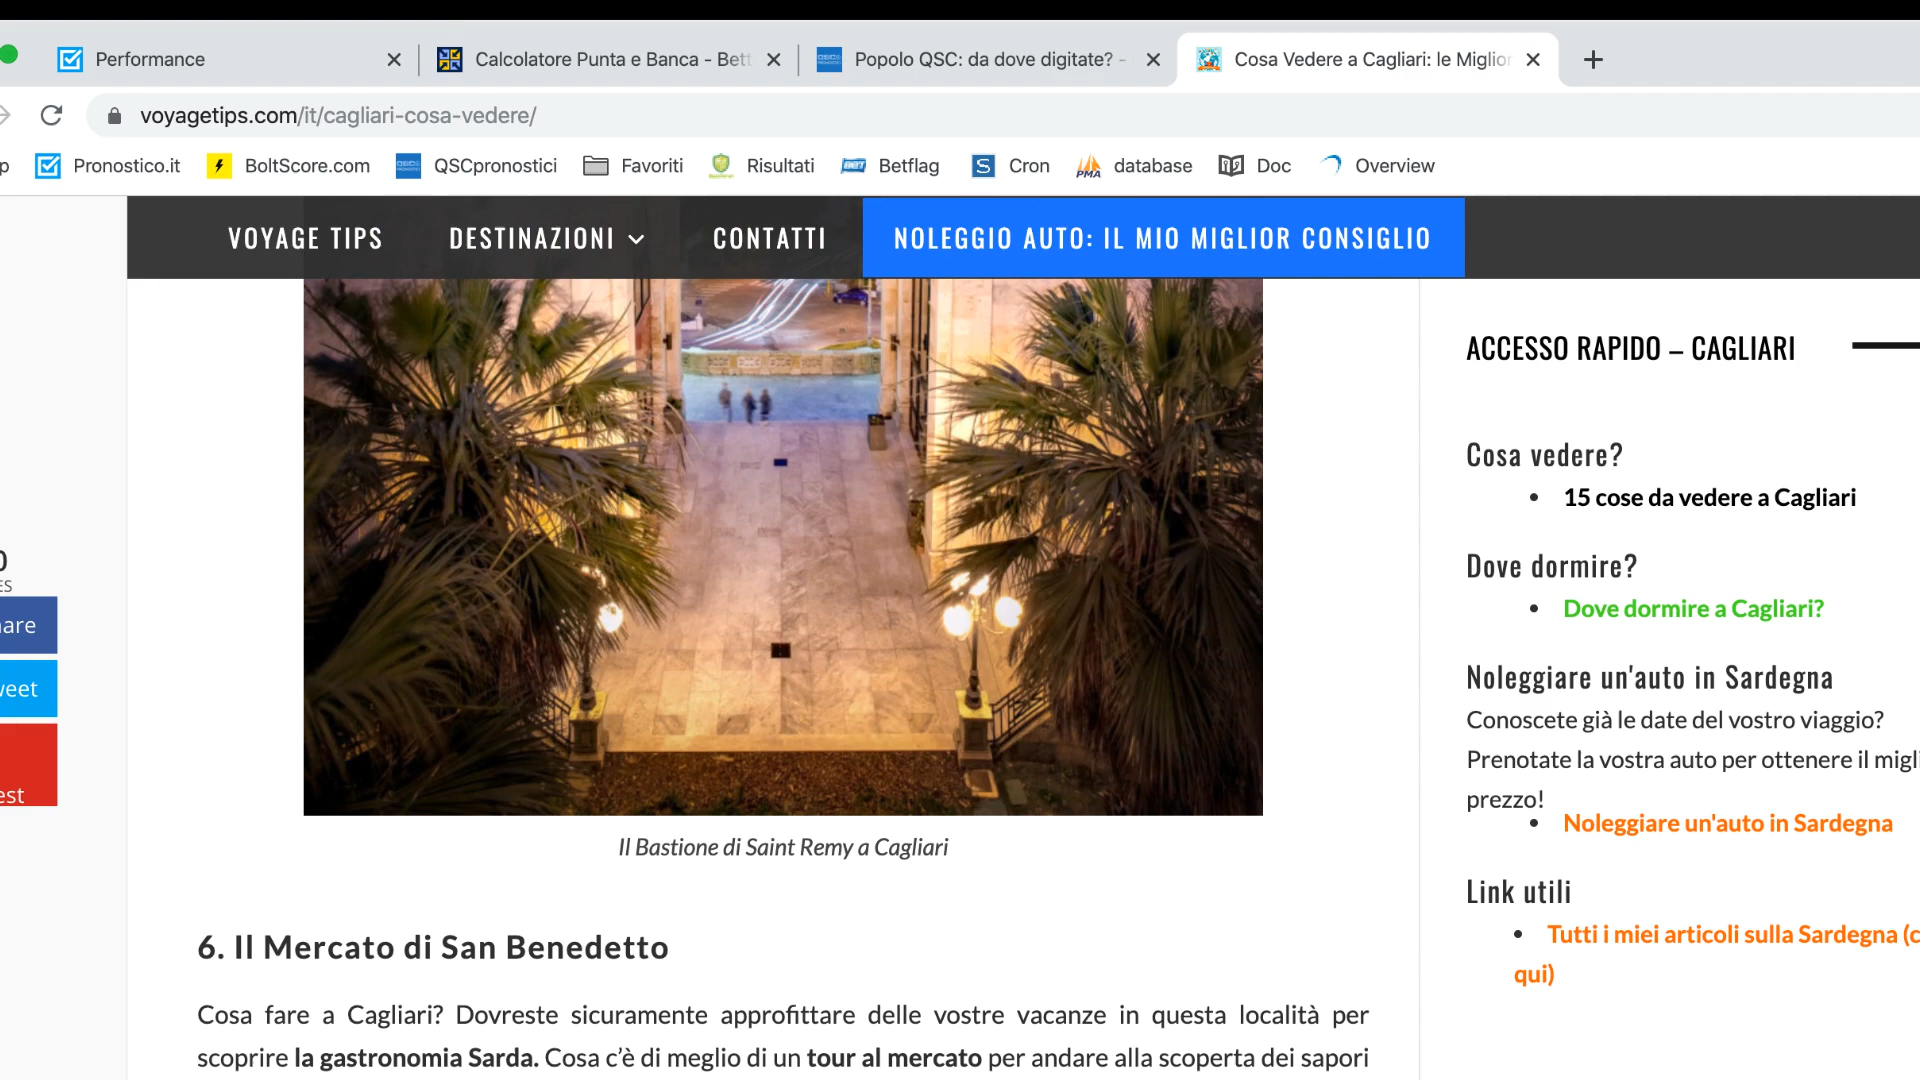 Performance
Calcolatore Punta e Banca - Bett
Popolo QSC: da dove digitate? -
Cosa Vedere a Cagliari: le Miglior
voyagetips.com/it/cagliari-cosa-vedere/
p
Pronostico.it
BoltScore.com
QSCpronostici
Favoriti
Risultati
Betflag
Cron
database
Doc
Overview
VOYAGE TIPS
DESTINAZIONI
CONTATTI
NOLEGGIO AUTO: IL MIO MIGLIOR CONSIGLIO
ES
are
weet
est
Il Bastione di Saint Remy a Cagliari
6. Il Mercato di San Benedetto
Cosa fare a Cagliari? Dovreste sicuramente approfittare delle vostre vacanze in questa località per
scoprire la gastronomia Sarda. Cosa c’è di meglio di un tour al mercato per andare alla scoperta dei sapori
ACCESSO RAPIDO – CAGLIARI
Cosa vedere?
• 15 cose da vedere a Cagliari
Dove dormire?
• Dove dormire a Cagliari?
Noleggiare un'auto in Sardegna
Conoscete già le date del vostro viaggio?
Prenotate la vostra auto per ottenere il migli
prezzo!
• Noleggiare un'auto in Sardegna
Link utili
• Tutti i miei articoli sulla Sardegna (c
qui)